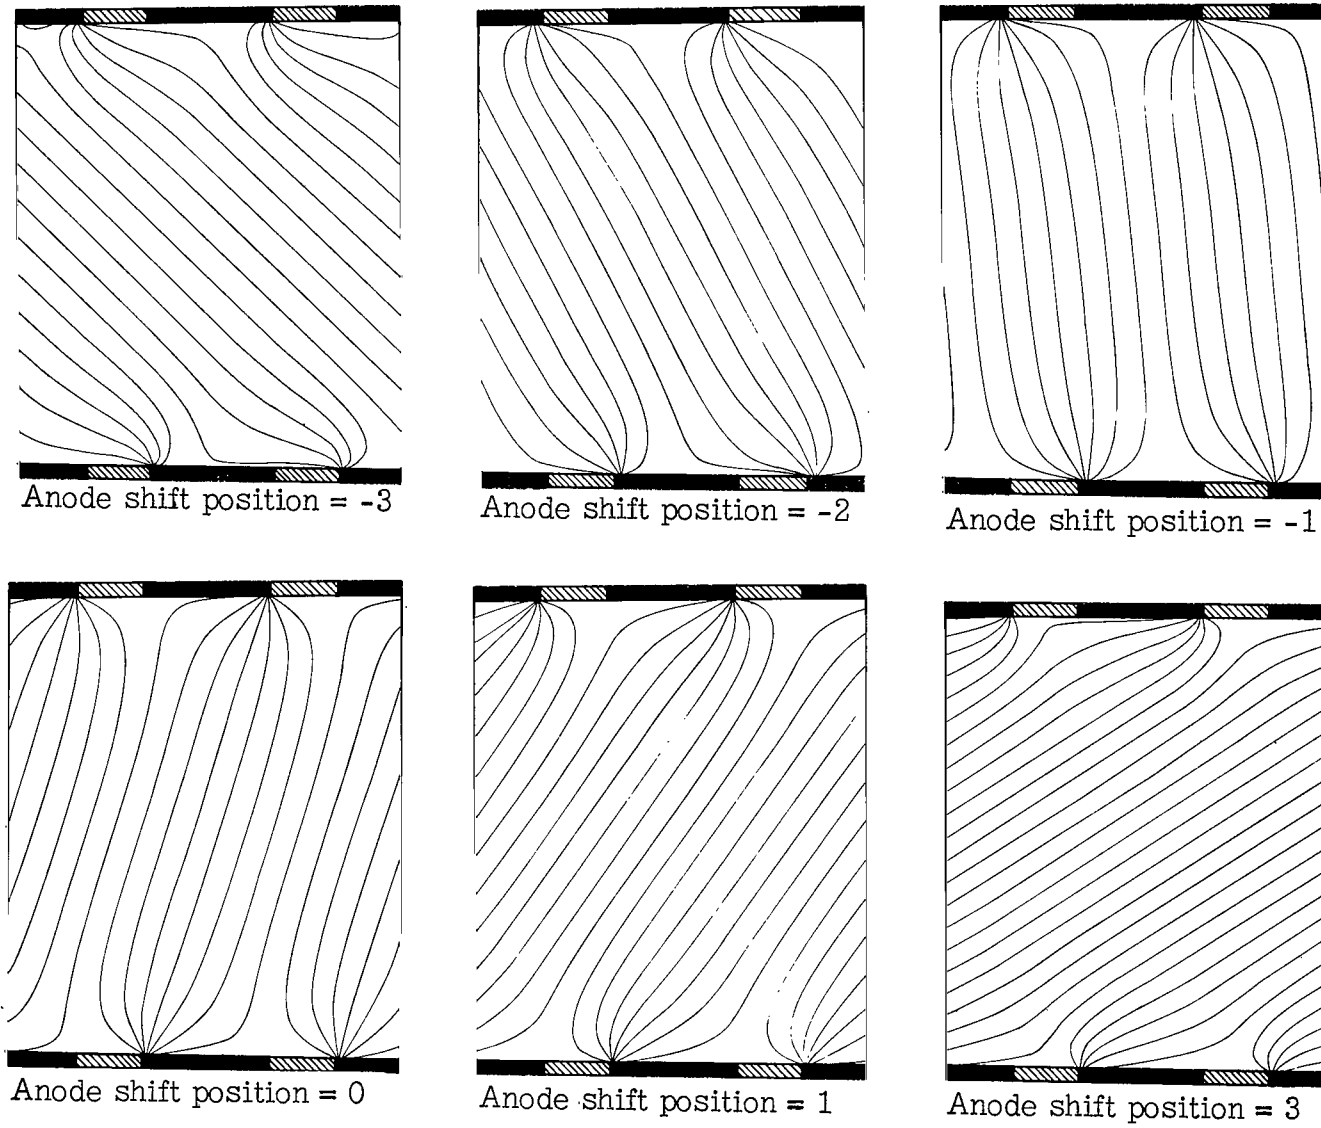 Anode shift position = -3
Anode shift position = -2
Anode shift position = -1
Anode shift position = 0
Anode shift position = 1
Anode shift position = 3